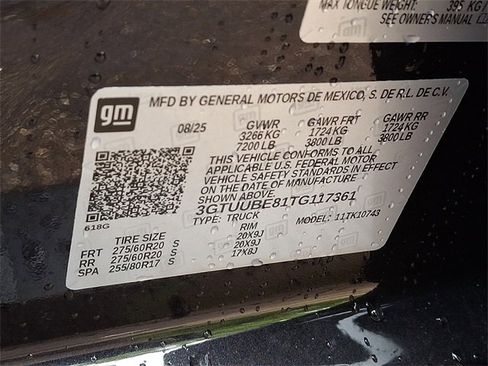 MAX TONGUE WEIGHT: 395 KG/
SEE OWNERS MANUAL
gm
MFD BY GENERAL MOTORS DE MEXICO, S. DE R.L. DE C.V.
08/25 GVWR GAWR FRT GAWR RR
3266 KG 1724 KG 1724 KG
7200 LB 3800 LB 3800 LB
THIS VEHICLE CONFORMS TO ALL
APPLICABLE U.S. FEDERAL MOTOR
VEHICLE SAFETY STANDARDS IN EFFECT
ON THE DATE OF MANUFACTURE
SHOWN ABOVE.
3GTUUBE81TG117361
618G
TYPE: TRUCK MODEL: 11TK10743
TIRE SIZE RIM
FRT 275/60R20 S 20X9J
RR 275/60R20 S 20X9J
SPA 255/80R17 S 17X8J